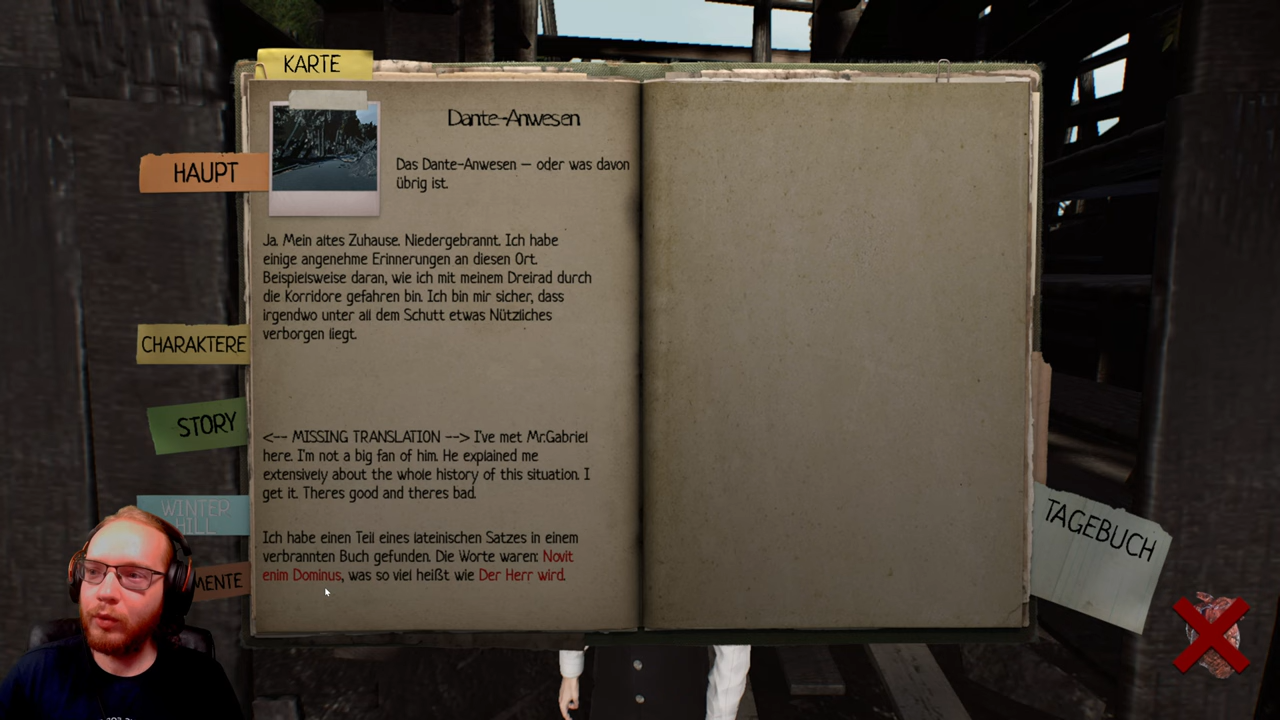 KARTE
HAUPT
CHARAKTERE
STORY
WINTER
HILL
MENTE
Dante-Anwesen
Das Dante-Anwesen – oder was davon
übrig ist.
Ja. Mein altes Zuhause. Niedergebrannt. Ich habe
einige angenehme Erinnerungen an diesen Ort.
Beispielsweise daran, wie ich mit meinem Dreirad durch
die Korridore gefahren bin. Ich bin mir sicher, dass
irgendwo unter all dem Schutt etwas Nützliches
verborgen liegt.
<-- MISSING TRANSLATION --> I've met Mr.Gabriel
here. I'm not a big fan of him. He explained me
extensively about the whole history of this situation. I
get it. Theres good and theres bad.
Ich habe einen Teil eines lateinischen Satzes in einem
verbrannten Buch gefunden. Die Worte waren: Novit
enim Dominus, was so viel heißt wie Der Herr wird.
TAGEBUCH